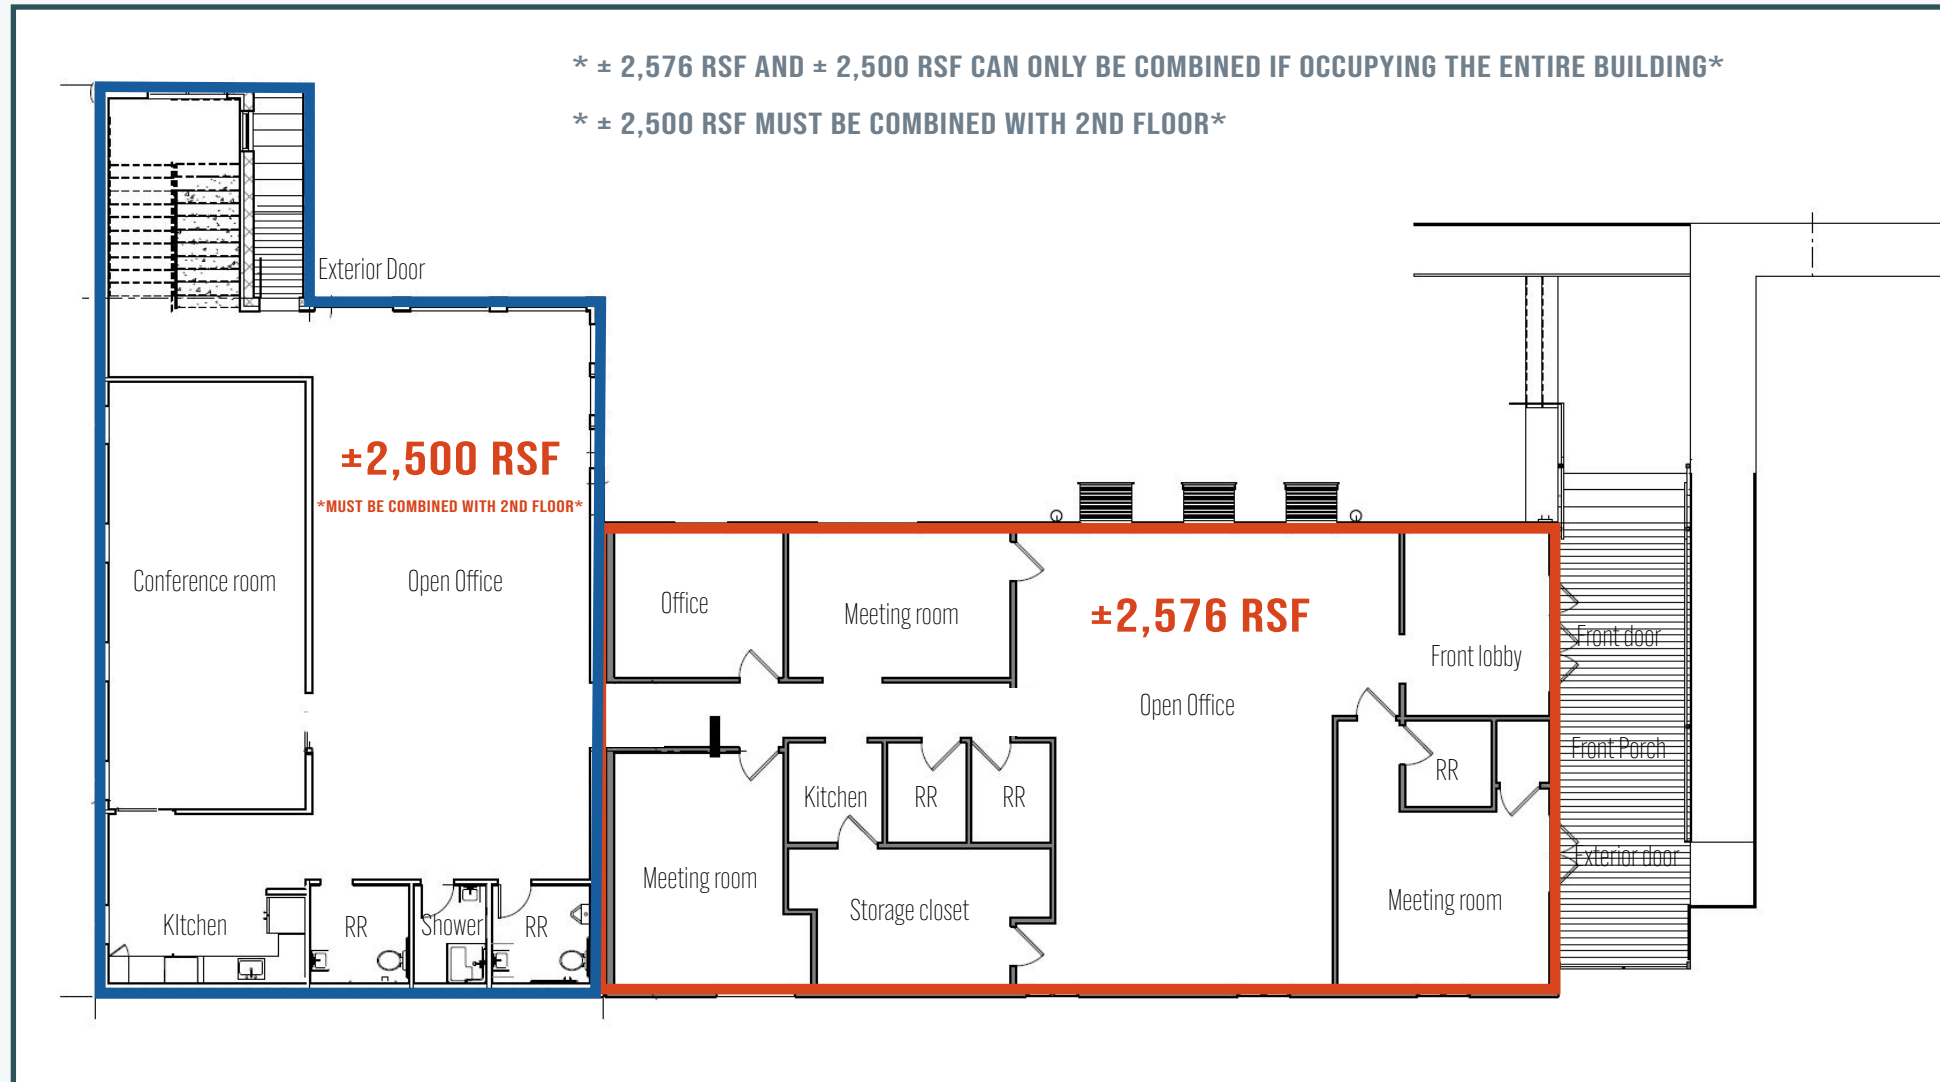 * ± 2,576 RSF AND ± 2,500 RSF CAN ONLY BE COMBINED IF OCCUPYING THE ENTIRE BUILDING*
* ± 2,500 RSF MUST BE COMBINED WITH 2ND FLOOR*
Exterior Door
±2,500 RSF
*MUST BE COMBINED WITH 2ND FLOOR*
Conference room
Open Office
KItchen
RR
Shower
RR
Office
Meeting room
±2,576 RSF
Front lobby
Front door
Open Office
Front Porch
Kitchen
RR
RR
RR
Meeting room
Storage closet
Meeting room
Exterior door